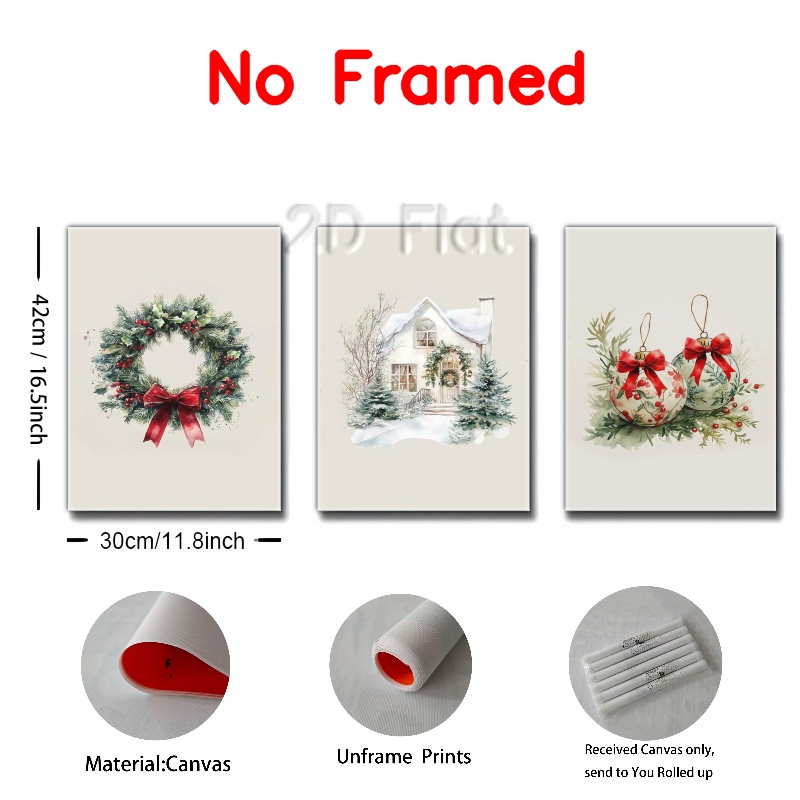 No Framed
2D Flat
42cm / 16.5inch
30cm/11.8inch
Material:Canvas
Unframe Prints
Received Canvas only,
send to You Rolled up